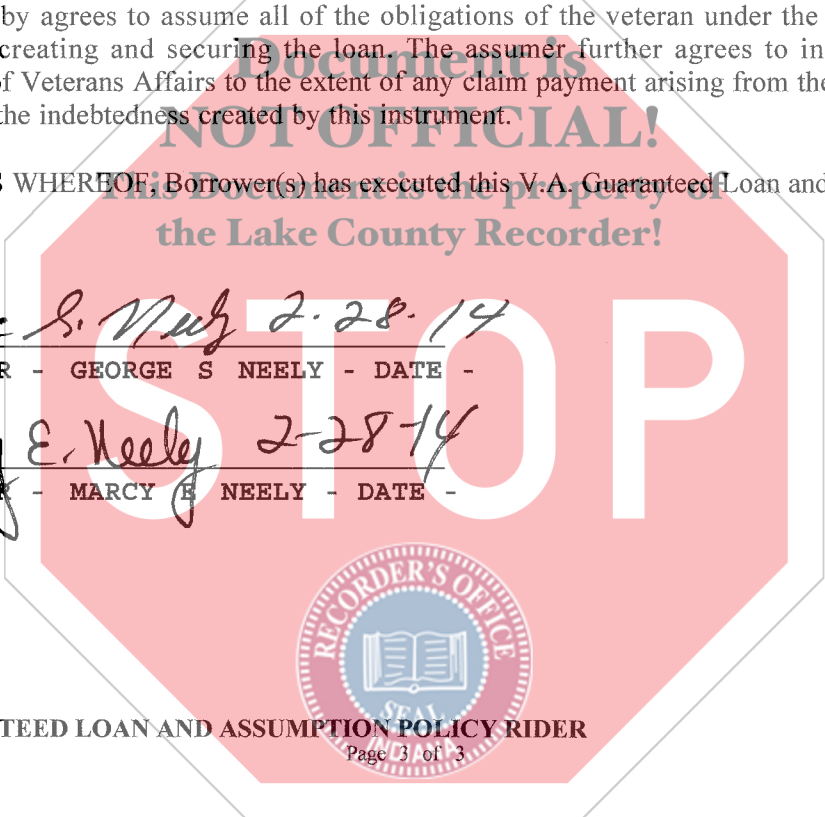 by agrees to assume all of the obligations of the veteran under the
creating and securing the loan. The assumer further agrees to in
Document is
of Veterans Affairs to the extent of any claim payment arising from the
the indebtedness created by this instrument.
NOT OFFICIAL!
WHEREOF, Borrower(s) has executed this V.A. Guaranteed Loan and
This Document is the property of
the Lake County Recorder!
STOP
S. Neely 2.28.14
R - GEORGE S NEELY - DATE -
E. Neely 2-28-14
R - MARCY E NEELY - DATE -
RECORDER'S OFFICE
SEAL
INDIANA
TEED LOAN AND ASSUMPTION POLICY RIDER
Page 3 of 3